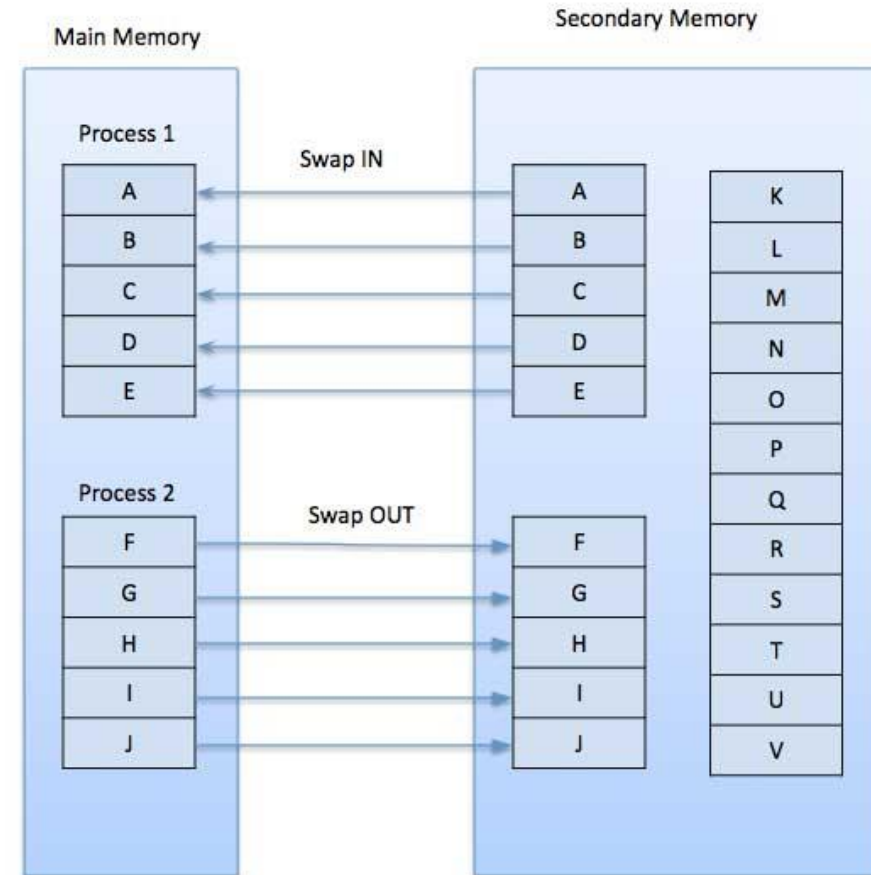 Main Memory
Secondary Memory
Process 1
Swap IN
A
B
C
D
E
A
B
C
D
E
Process 2
Swap OUT
F
G
H
I
J
F
G
H
I
J
K
L
M
N
O
P
Q
R
S
T
U
V